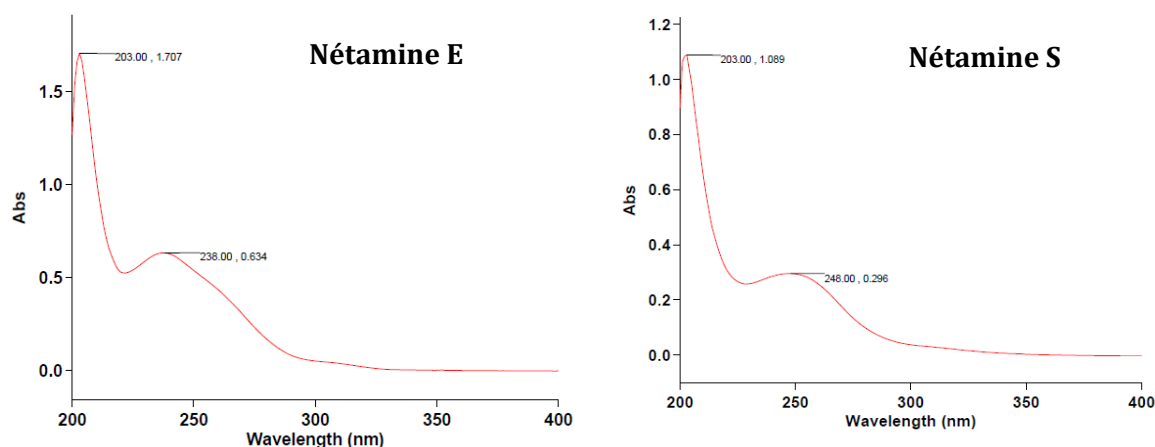 Nétamine E
203.00 , 1.707
238.00 , 0.634
1.5
1.0
0.5
0.0
Abs
200
250
300
350
400
Wavelength (nm)
Nétamine S
203.00 , 1.089
248.00 , 0.296
1.2
1.0
0.8
0.6
0.4
0.2
0.0
Abs
200
250
300
350
400
Wavelength (nm)